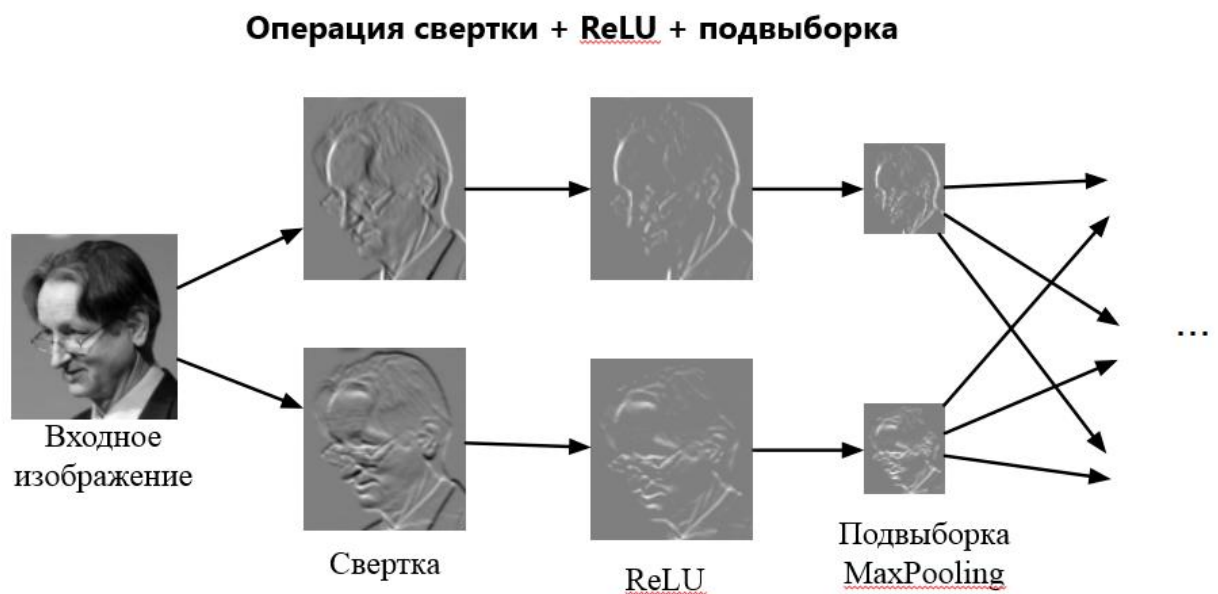 Операция свертки + ReLU + подвыборка
...
Входное
изображение
Свертка
ReLU
Подвыборка
MaxPooling